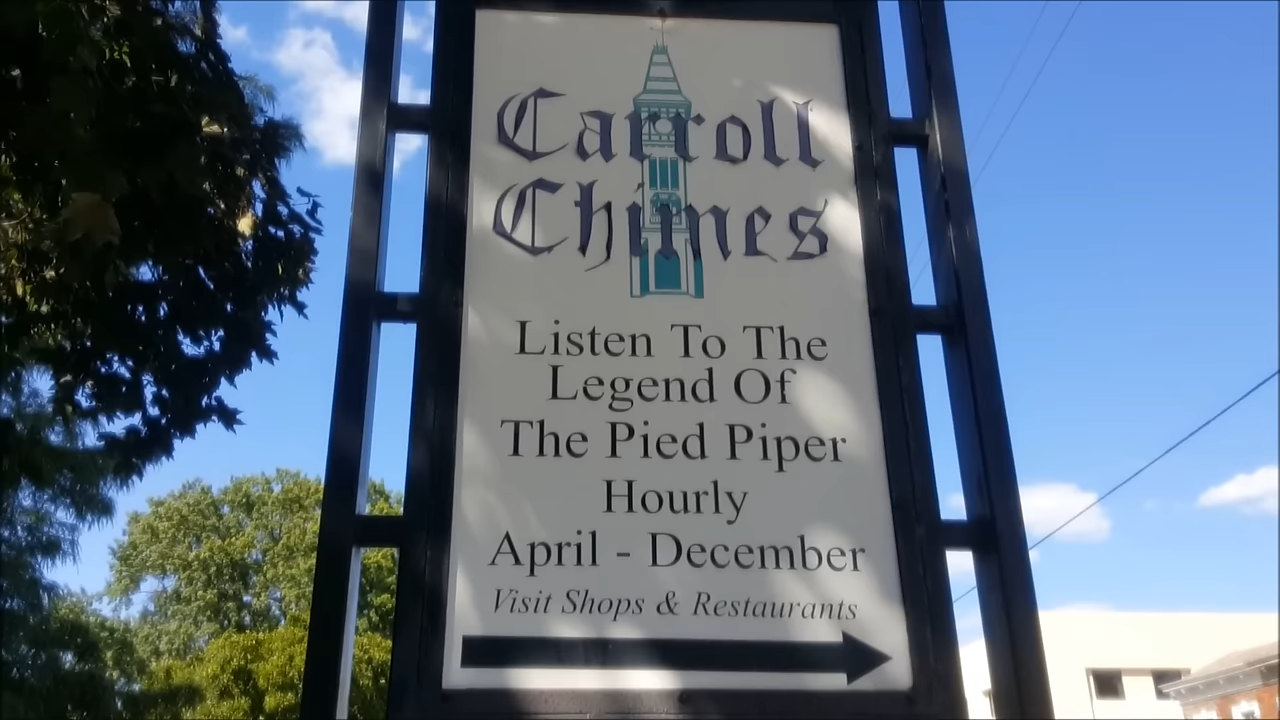 Carroll
Chimes
Listen To The
Legend Of
The Pied Piper
Hourly
April - December
Visit Shops & Restaurants